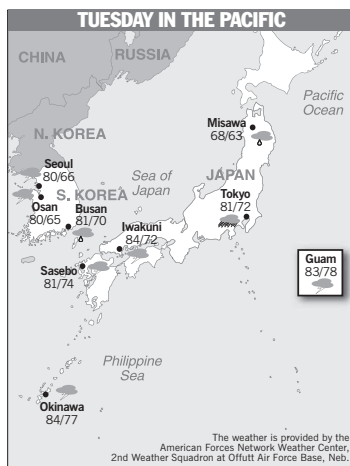 TUESDAY IN THE PACIFIC
CHINA
RUSSIA
Pacific
Ocean
N. KOREA
Misawa
68/63
Seoul
80/66
Sea of
Japan
JAPAN
S. KOREA
Osan
80/65
Busan
81/70
Tokyo
81/72
Iwakuni
84/72
Sasebo
81/74
Guam
83/78
Philippine
Sea
Okinawa
84/77
The weather is provided by the
American Forces Network Weather Center,
2nd Weather Squadron at Offutt Air Force Base, Neb.